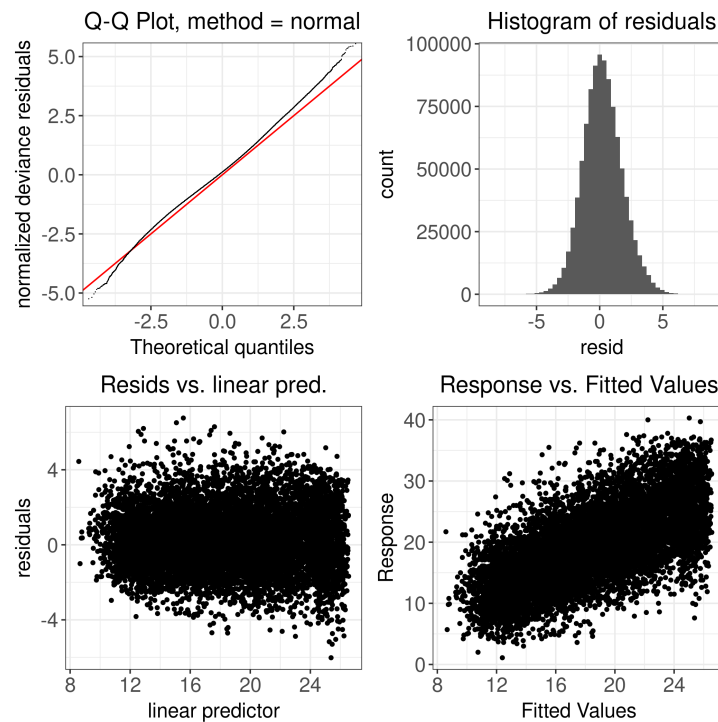 Q-Q Plot, method = normal
normalized deviance residuals
5.0
2.5
0.0
-2.5
-5.0
-2.5 0.0 2.5
Theoretical quantiles
Histogram of residuals
count
100000
75000
50000
25000
0
-5 0 5
resid
Resids vs. linear pred.
residuals
4
0
-4
8 12 16 20 24
linear predictor
Response vs. Fitted Values
Response
40
30
20
10
0
12 16 20 24
Fitted Values